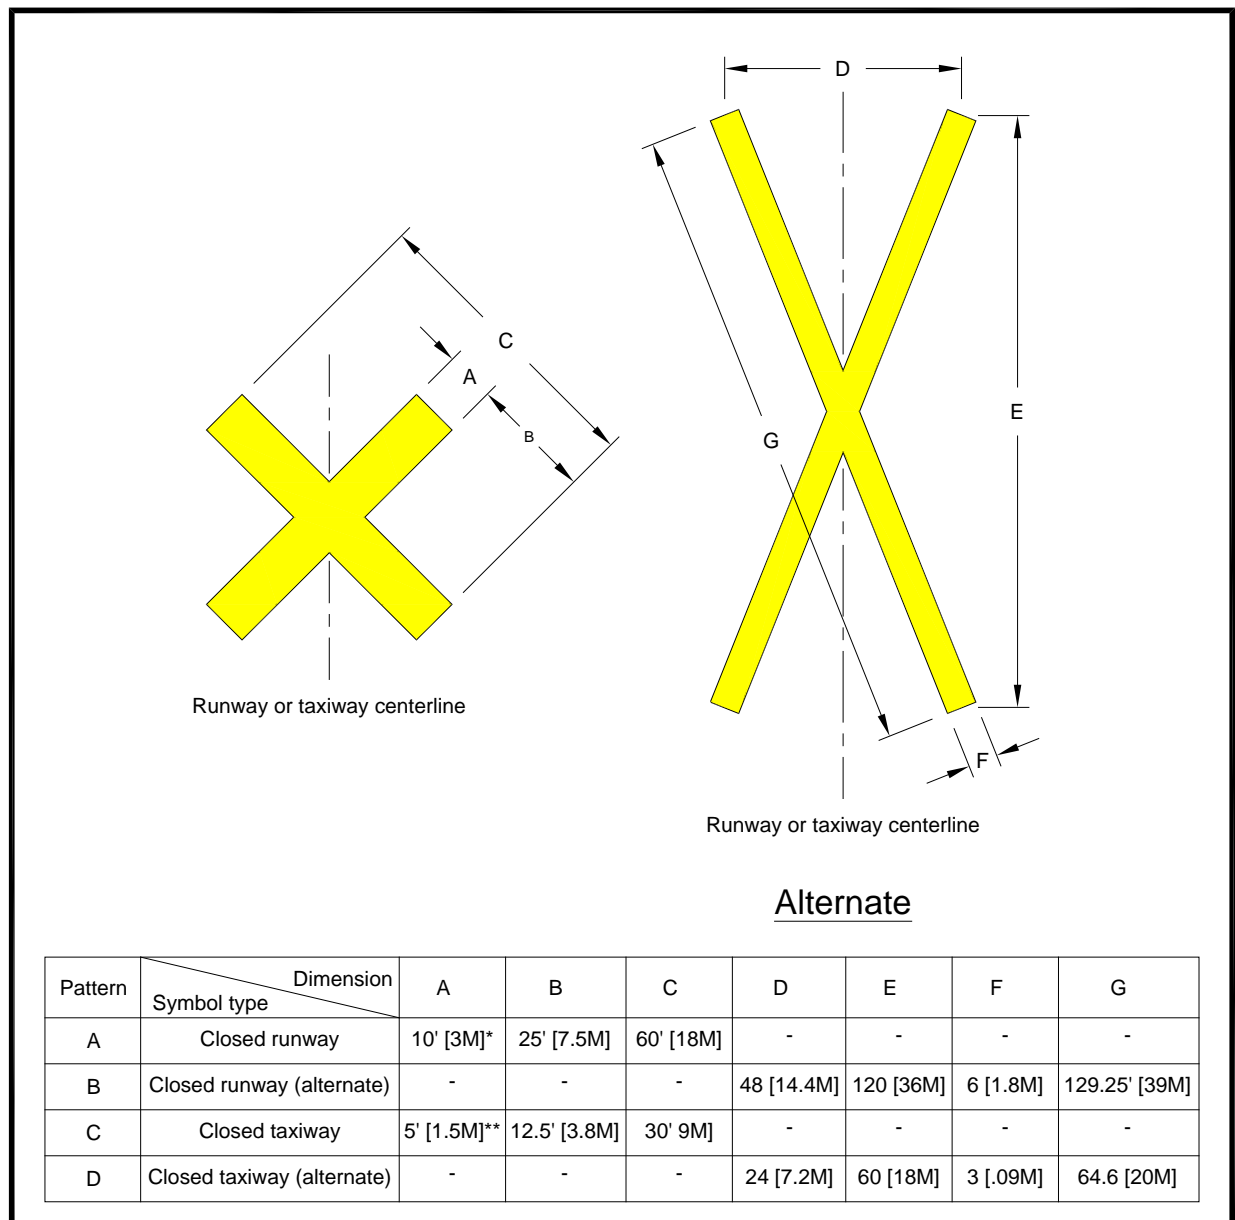 D
C
A
B
E
G
Runway or taxiway centerline
F
Runway or taxiway centerline
Alternate
Pattern Dimension Symbol type A B C D E F G
A Closed runway 10' [3M]* 25' [7.5M] 60' [18M] - - - -
B Closed runway (alternate) - - - 48 [14.4M] 120 [36M] 6 [1.8M] 129.25' [39M]
C Closed taxiway 5' [1.5M]** 12.5' [3.8M] 30' 9M] - - - -
D Closed taxiway (alternate) - - - 24 [7.2M] 60 [18M] 3 [.09M] 64.6 [20M]